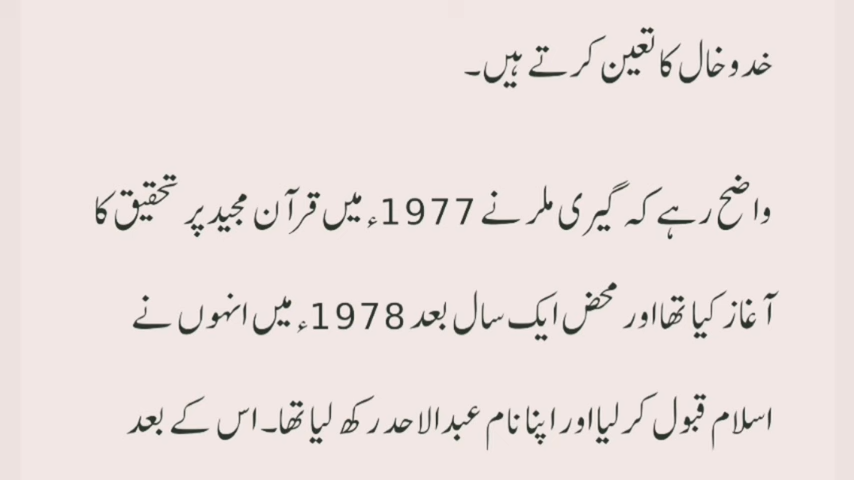 خدوخال کا تعین کرتے ہیں۔
واضح رہے کہ گیری ملر نے 1977ء میں قرآن مجید پر تحقیق کا
آغاز کیا تھا اور محض ایک سال بعد 1978ء میں انہوں نے
اسلام قبول کر لیا اور اپنا نام عبدالاحد رکھ لیا تھا۔ اس کے بعد